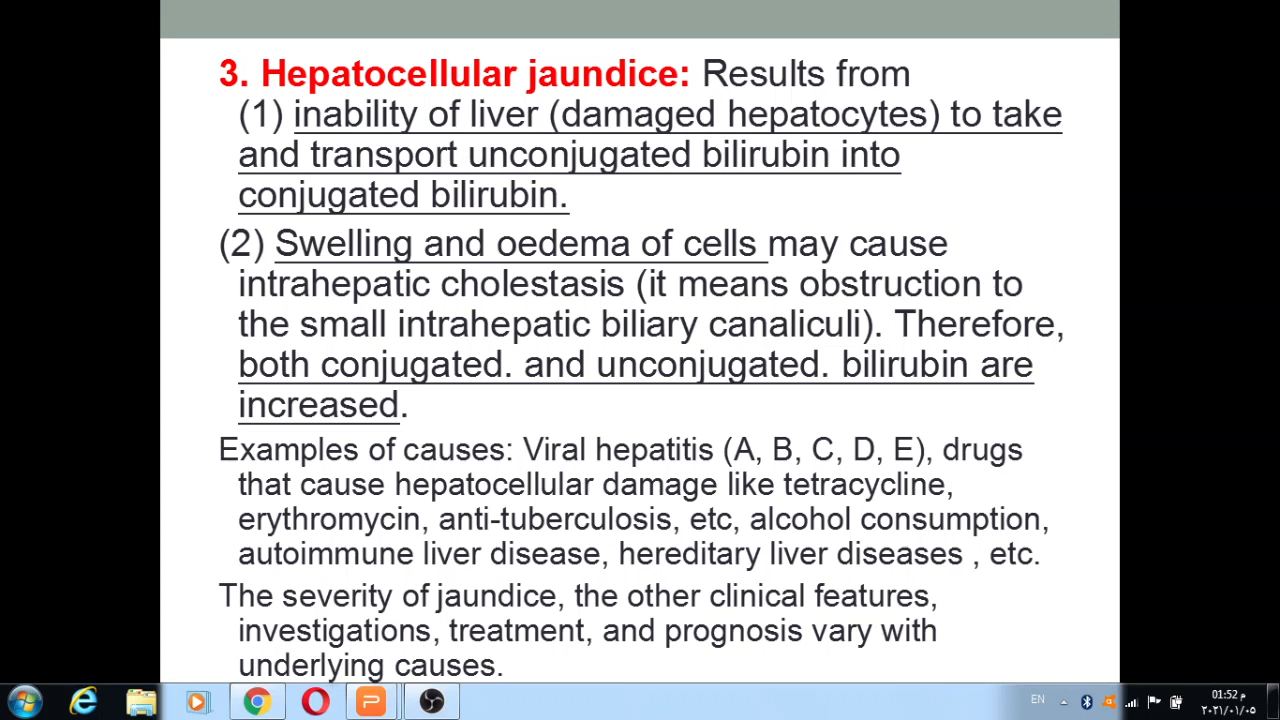 3. Hepatocellular jaundice: Results from
(1) inability of liver (damaged hepatocytes) to take
and transport unconjugated bilirubin into
conjugated bilirubin.
(2) Swelling and oedema of cells may cause
intrahepatic cholestasis (it means obstruction to
the small intrahepatic biliary canaliculi). Therefore,
both conjugated. and unconjugated. bilirubin are
increased.
Examples of causes: Viral hepatitis (A, B, C, D, E), drugs
that cause hepatocellular damage like tetracycline,
erythromycin, anti-tuberculosis, etc, alcohol consumption,
autoimmune liver disease, hereditary liver diseases , etc.
The severity of jaundice, the other clinical features,
investigations, treatment, and prognosis vary with
underlying causes.
EN
01:52 م
٢٠٢١/٠١/٠٥